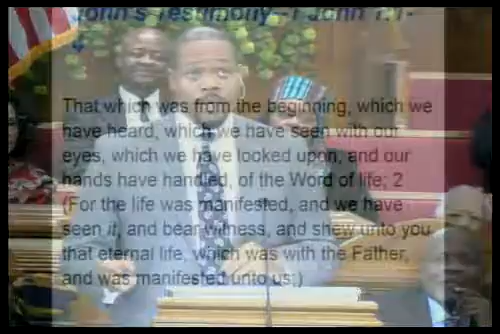 John's Testimony--1 John 1:1-
4
That which was from the beginning, which we
have heard, which we have seen with our
eyes, which we have looked upon, and our
hands have handled, of the Word of life; 2
(For the life was manifested, and we have
seen it, and bear witness, and shew unto you
that eternal life, which was with the Father,
and was manifested unto us;)